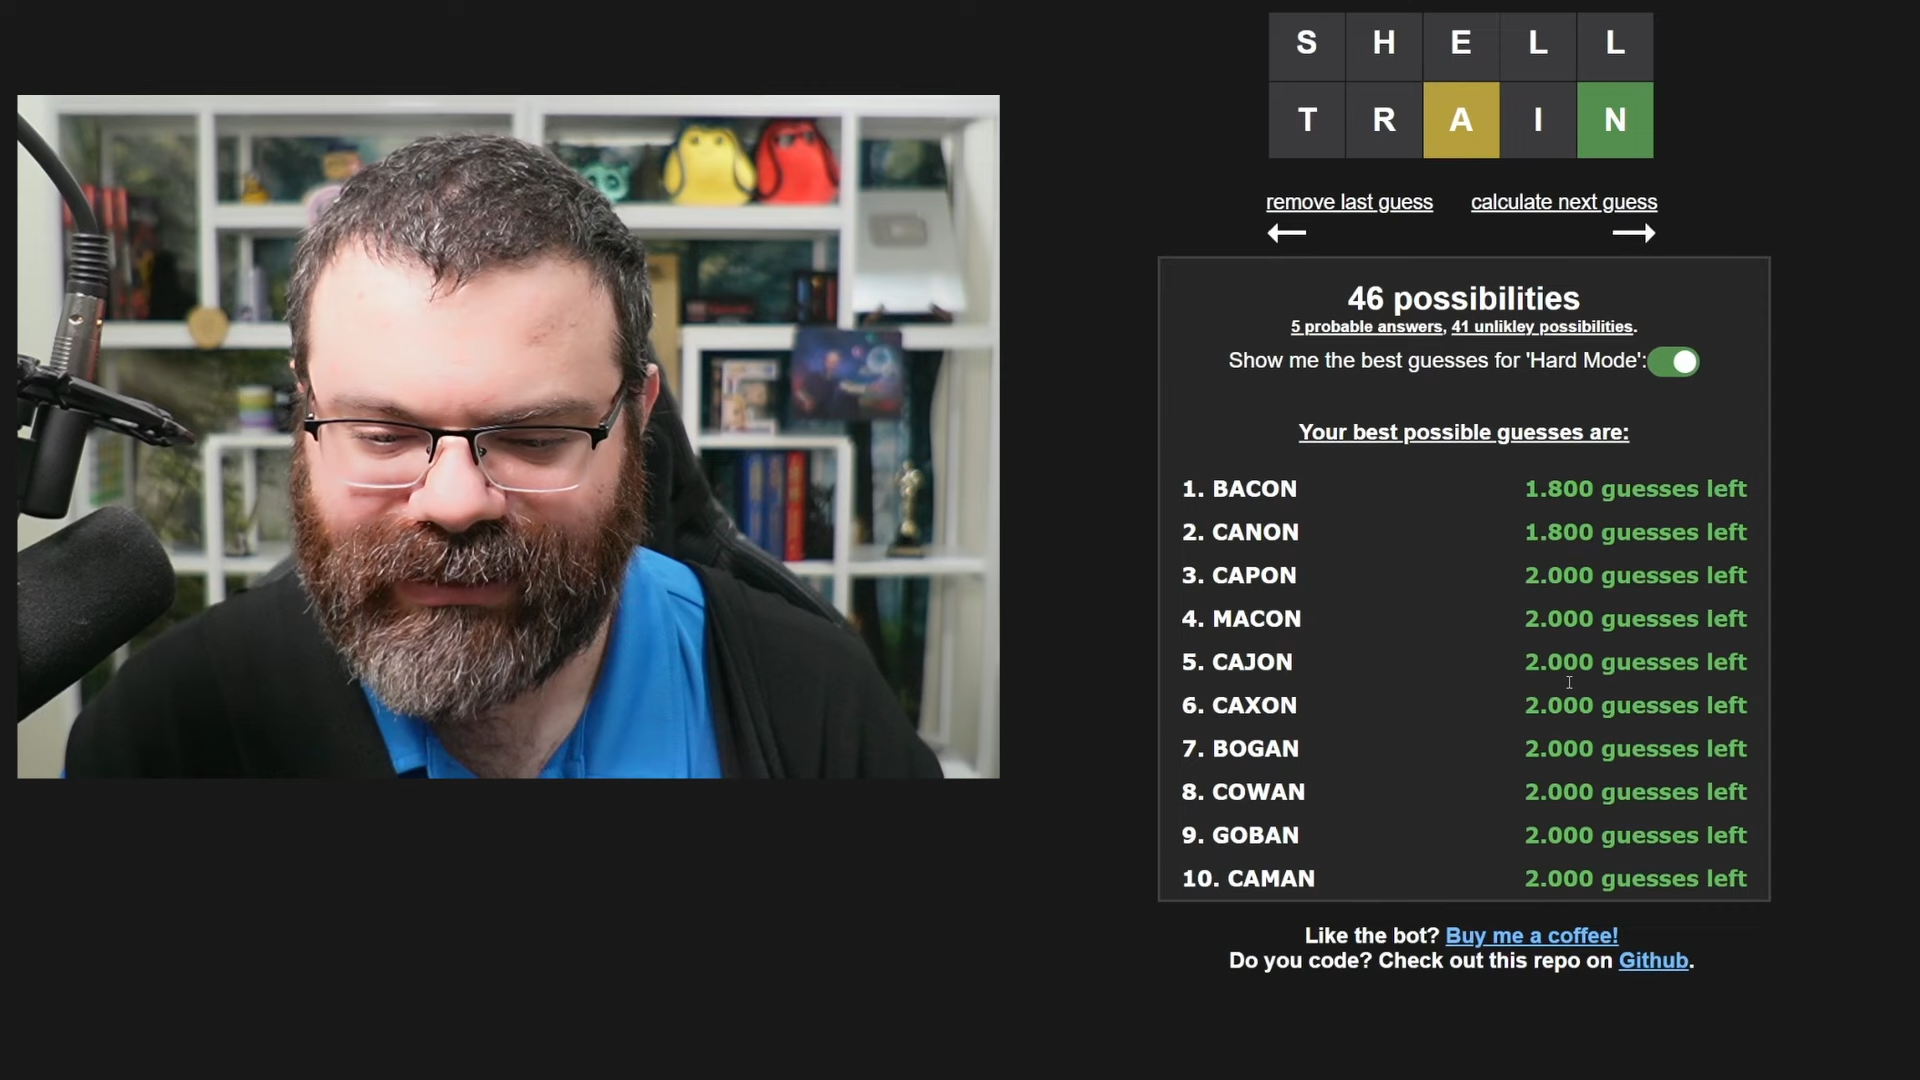 SHELL
TRAIN
remove last guess calculate next guess
46 possibilities
5 probable answers, 41 unlikley possibilities.
Show me the best guesses for 'Hard Mode':
Your best possible guesses are:
1. BACON 1.800 guesses left
2. CANON 1.800 guesses left
3. CAPON 2.000 guesses left
4. MACON 2.000 guesses left
5. CAJON 2.000 guesses left
6. CAXON 2.000 guesses left
7. BOGAN 2.000 guesses left
8. COWAN 2.000 guesses left
9. GOBAN 2.000 guesses left
10. CAMAN 2.000 guesses left
Like the bot? Buy me a coffee!
Do you code? Check out this repo on Github.